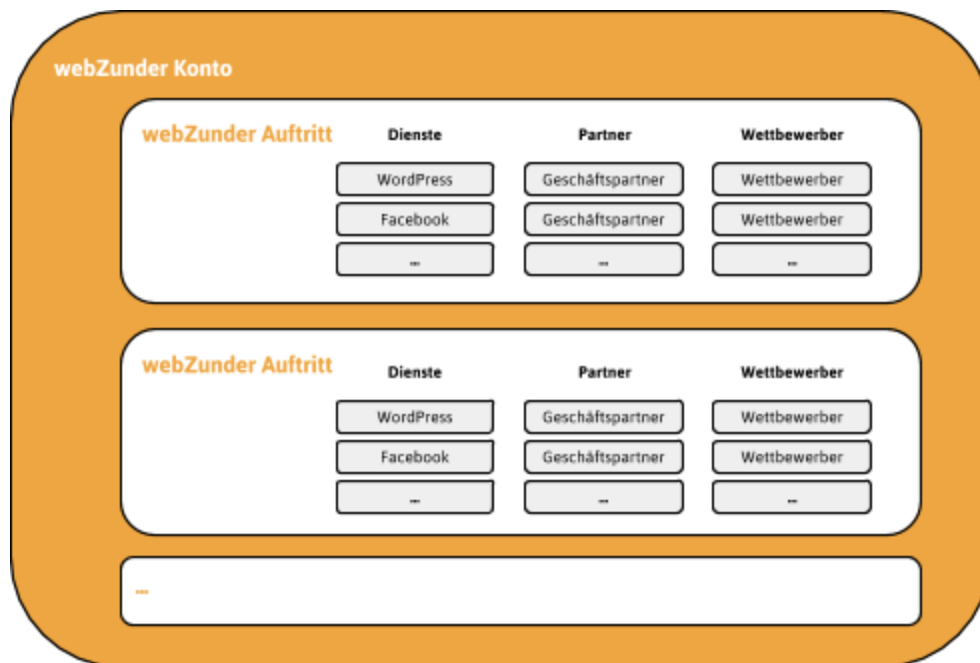 webZunder Konto
webZunder Auftritt Dienste Partner Wettbewerber
WordPress Geschäftspartner Wettbewerber
Facebook Geschäftspartner Wettbewerber
... ... ...
webZunder Auftritt Dienste Partner Wettbewerber
WordPress Geschäftspartner Wettbewerber
Facebook Geschäftspartner Wettbewerber
... ... ...
...